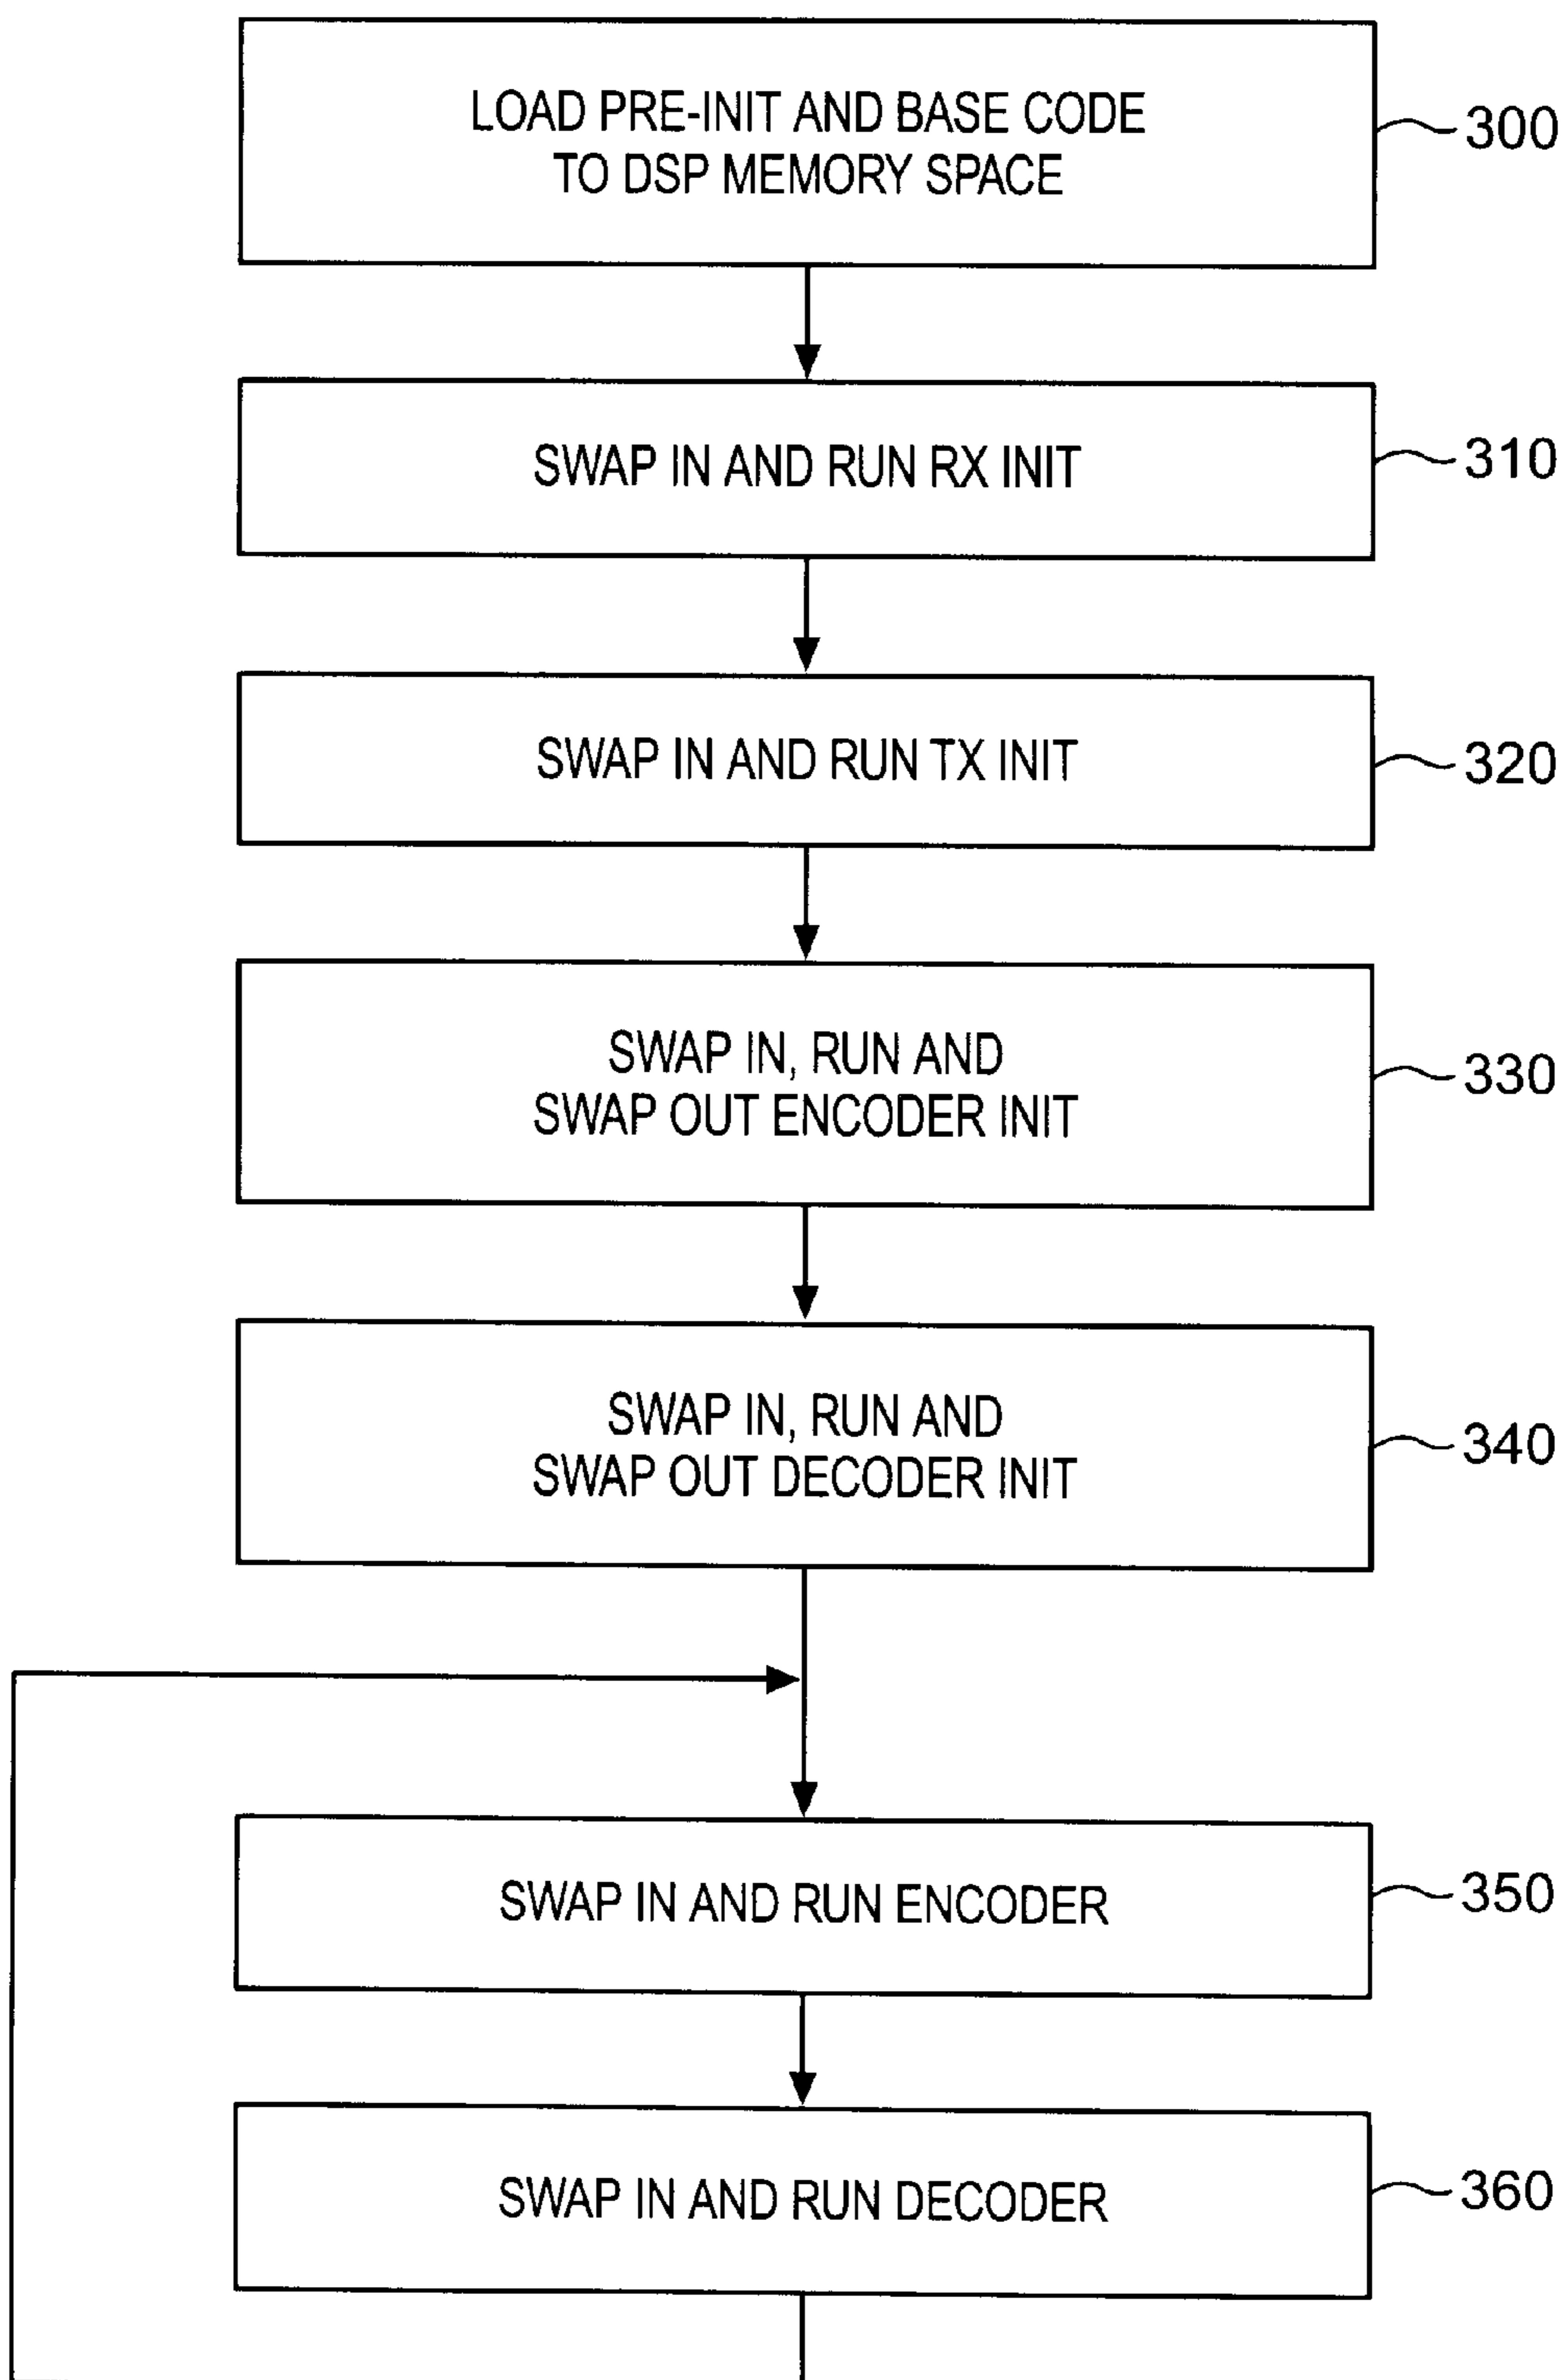 LOAD PRE-INIT AND BASE CODE
TO DSP MEMORY SPACE
300
SWAP IN AND RUN RX INIT
310
SWAP IN AND RUN TX INIT
320
SWAP IN, RUN AND
SWAP OUT ENCODER INIT
330
SWAP IN, RUN AND
SWAP OUT DECODER INIT
340
SWAP IN AND RUN ENCODER
350
SWAP IN AND RUN DECODER
360